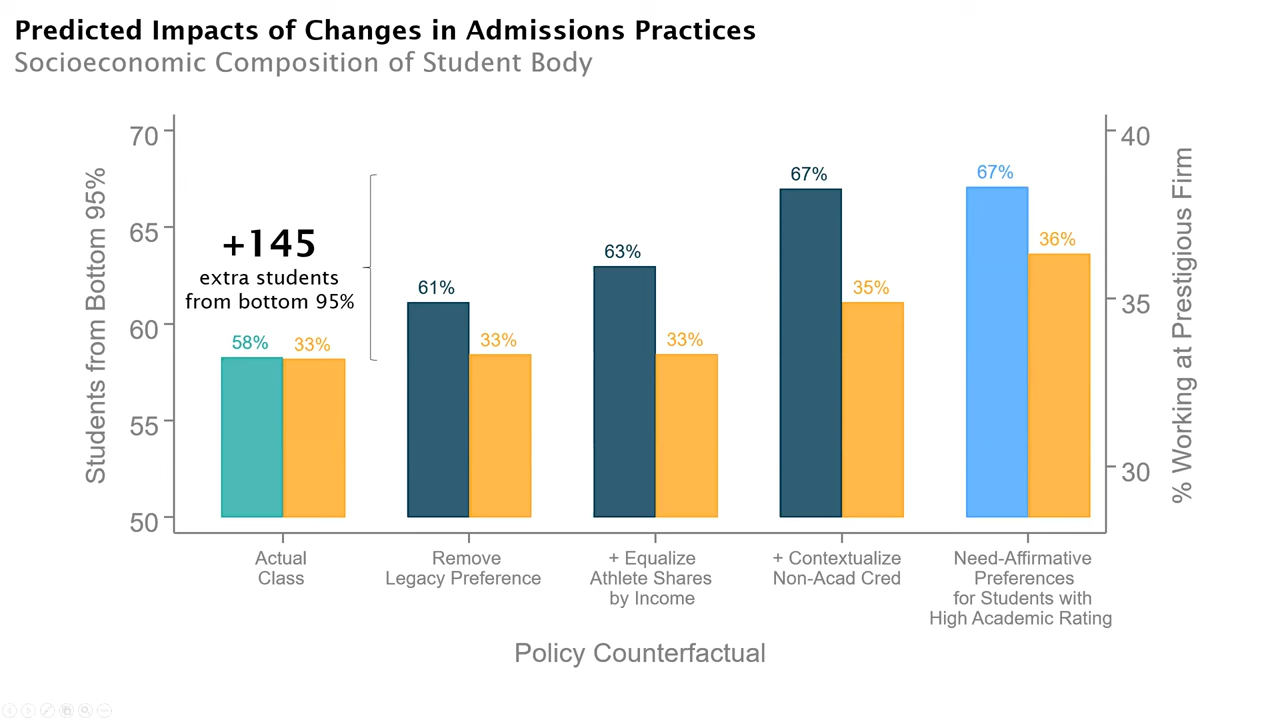 Predicted Impacts of Changes in Admissions Practices
Socioeconomic Composition of Student Body
Students from Bottom 95%
70
65
60
55
50
+145
extra students
from bottom 95%
58%
33%
61%
33%
63%
33%
67%
35%
67%
36%
40
35
30
% Working at Prestigious Firm
Actual
Class
Remove
Legacy Preference
+ Equalize
Athlete Shares
by Income
+ Contextualize
Non-Acad Cred
Need-Affirmative
Preferences
for Students with
High Academic Rating
Policy Counterfactual